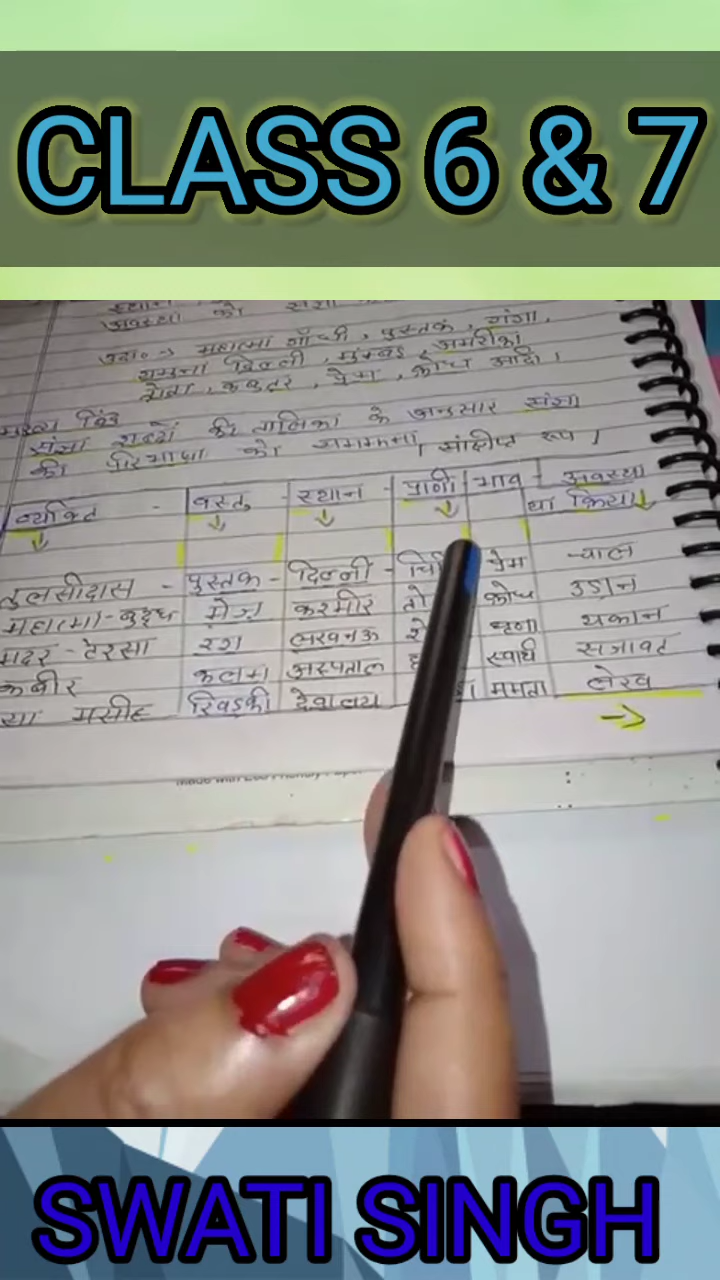 CLASS 6 & 7
अवस्था को संज्ञा
उदा० -> महात्मा गाँधी, पुस्तक, गंगा,
यमुना दिल्ली, मुम्बई, अमरीका
कबुतर, प्रेम, क्रोध आदि।
संज्ञा शब्दों की तालिका के अनुसार संज्ञा
की परिभाषा को समझना। संक्षिप्त रूप।
व्यक्ति - वस्तु - स्थान - प्राणी भाव - अवस्था
या क्रिया
तुलसीदास - पुस्तक - दिल्ली - प्रेम - चाल
महात्मा-बुद्ध मेज कश्मीर तो क्रोध उड़ान
मदर-टेरसा रथ लखनऊ घृणा थकान
कबीर कलम अस्पताल स्वार्थ सजावट
मसीह खिड़की देवालय ममता लेख
SWATI SINGH